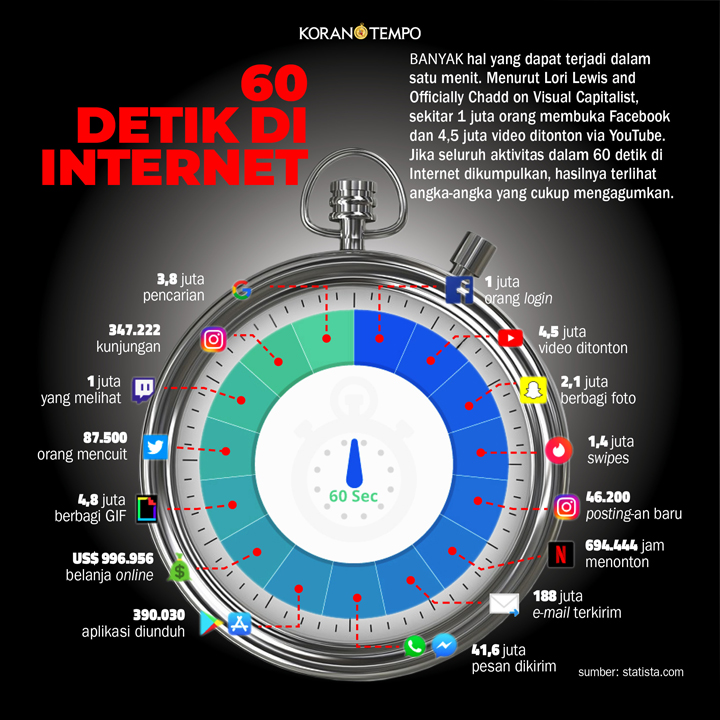 KORAN TEMPO
60
DETIK DI
INTERNET
BANYAK hal yang dapat terjadi dalam
satu menit. Menurut Lori Lewis and
Officially Chadd on Visual Capitalist,
sekitar 1 juta orang membuka Facebook
dan 4,5 juta video ditonton via YouTube.
Jika seluruh aktivitas dalam 60 detik di
Internet dikumpulkan, hasilnya terlihat
angka-angka yang cukup mengagumkan.
1 juta
orang login
4,5 juta
video ditonton
2,1 juta
berbagi foto
1,4 juta
swipes
46.200
posting-an baru
694.444 jam
menonton
188 juta
e-mail terkirim
41,6 juta
pesan dikirim
390.030
aplikasi diunduh
US$ 996.956
belanja online
4,8 juta
berbagi GIF
87.500
orang mencuit
1 juta
yang melihat
347.222
kunjungan
3,8 juta
pencarian
60 Sec
sumber: statista.com